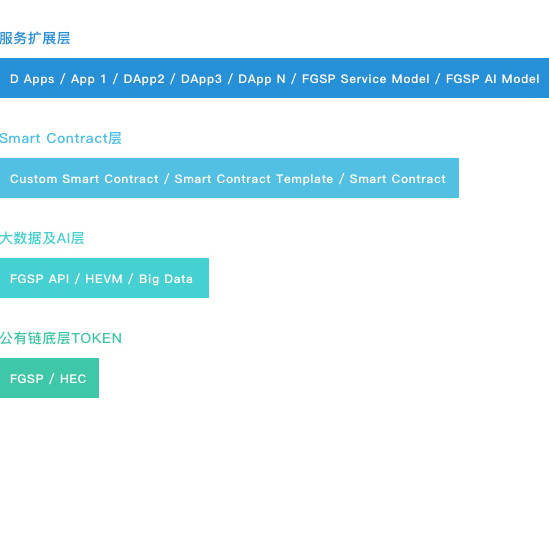 服务扩展层
D Apps / App 1 / DApp2 / DApp3 / DApp N / FGSP Service Model / FGSP AI Model
Smart Contract层
Custom Smart Contract / Smart Contract Template / Smart Contract
大数据及AI层
FGSP API / HEVM / Big Data
公有链底层TOKEN
FGSP / HEC